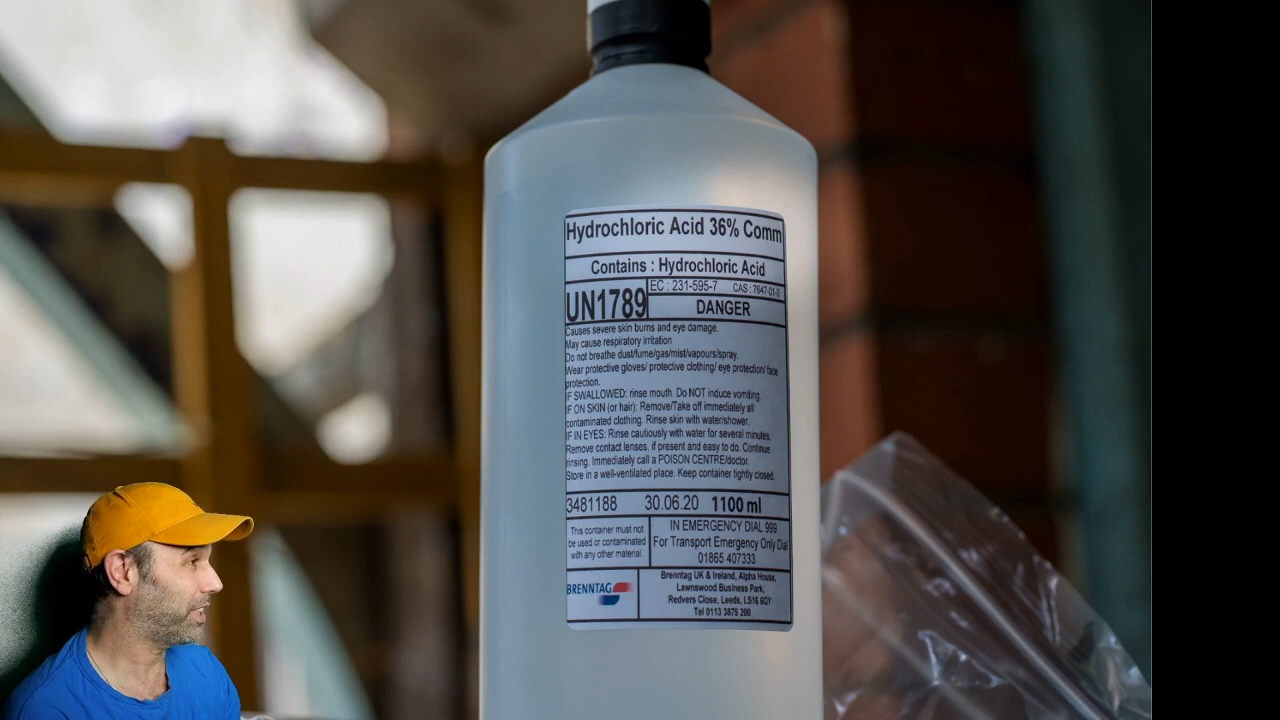 Hydrochloric Acid 36% Comm
Contains : Hydrochloric Acid
UN1789
EC : 231-595-7 CAS : 7647-01-0
DANGER
Causes severe skin burns and eye damage.
May cause respiratory irritation.
Do not breathe dust/fume/gas/mist/vapours/spray.
Wear protective gloves/ protective clothing/ eye protection/ face
protection.
IF SWALLOWED: rinse mouth. Do NOT induce vomiting.
IF ON SKIN (or hair): Remove/Take off immediately all
contaminated clothing. Rinse skin with water/shower.
IF IN EYES: Rinse cautiously with water for several minutes.
Remove contact lenses, if present and easy to do. Continue
rinsing. Immediately call a POISON CENTRE/doctor.
Store in a well-ventilated place. Keep container tightly closed.
3481188 30.06.20 1100 ml
This container must not
be used or contaminated
with any other material.
IN EMERGENCY DIAL 999
For Transport Emergency Only Dial
01865 407333
BRENNTAG
Brenntag UK & Ireland, Alpha House,
Lawnswood Business Park,
Redvers Close, Leeds, LS16 6QY
Tel 0113 3879 200